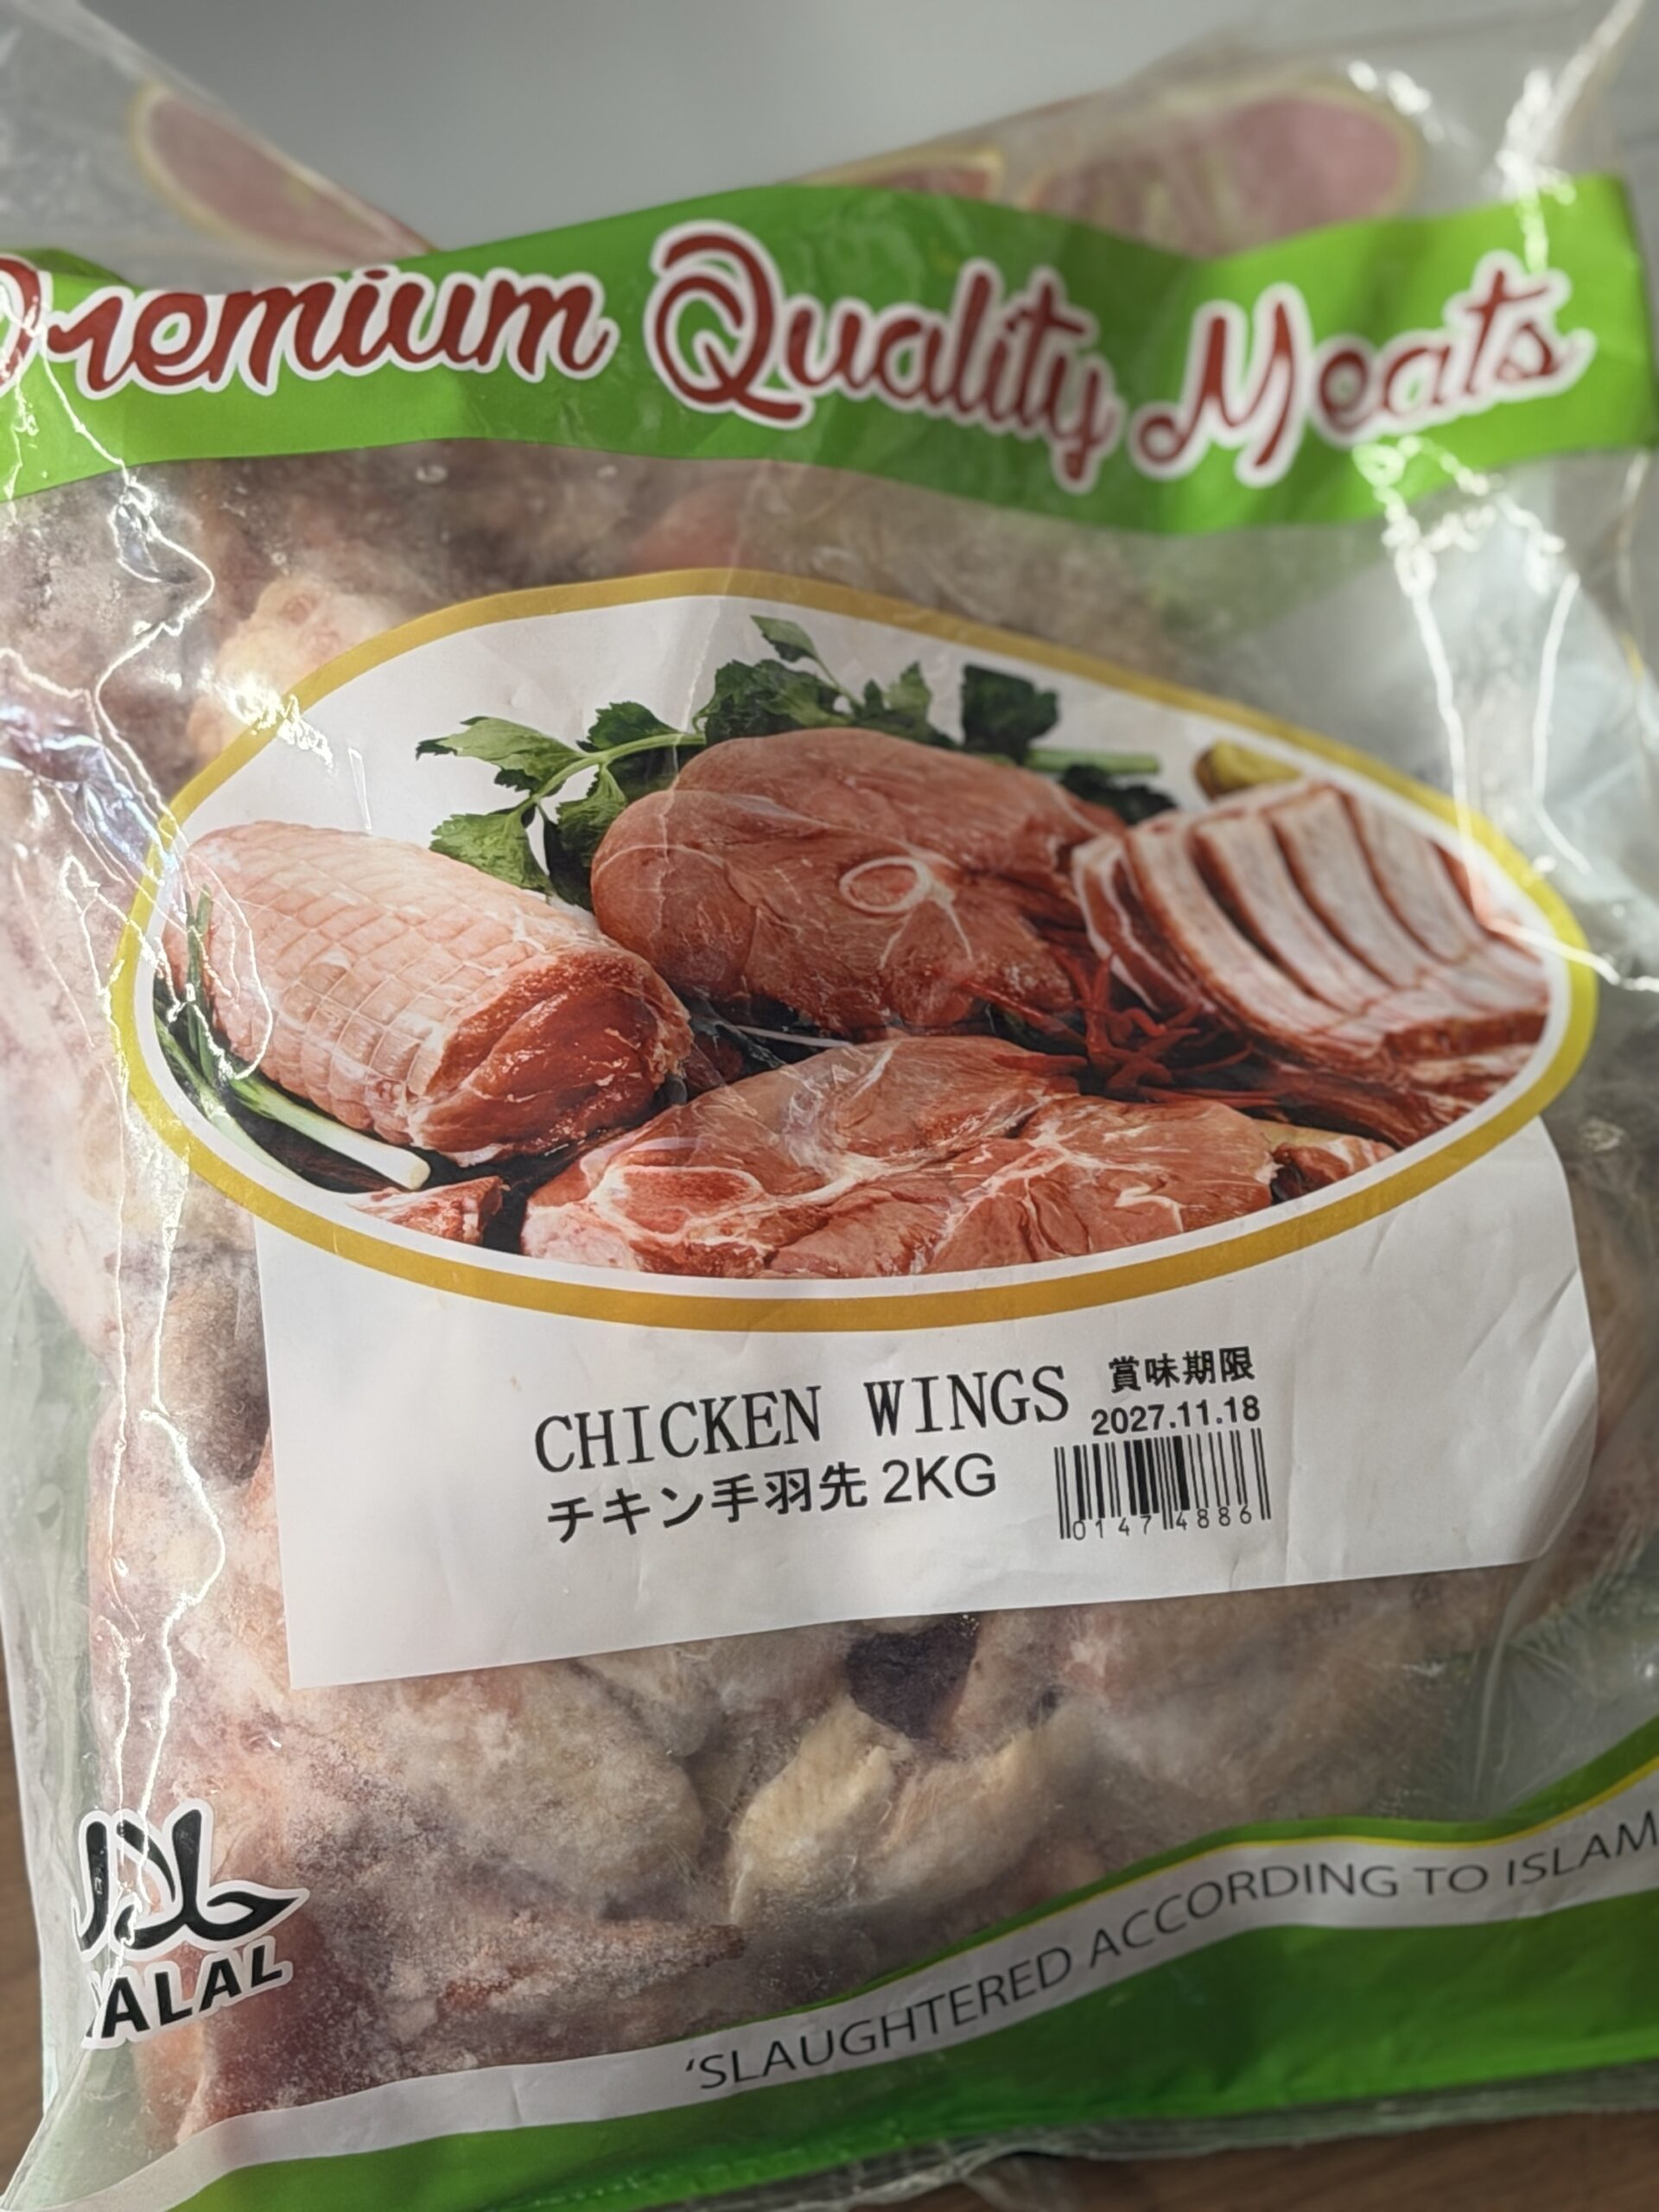 Premium Quality Meats
CHICKEN WINGS
賞味期限
2027.11.18
チキン手羽先 2KG
0147 4886
حلال
HALAL
'SLAUGHTERED ACCORDING TO ISLAM